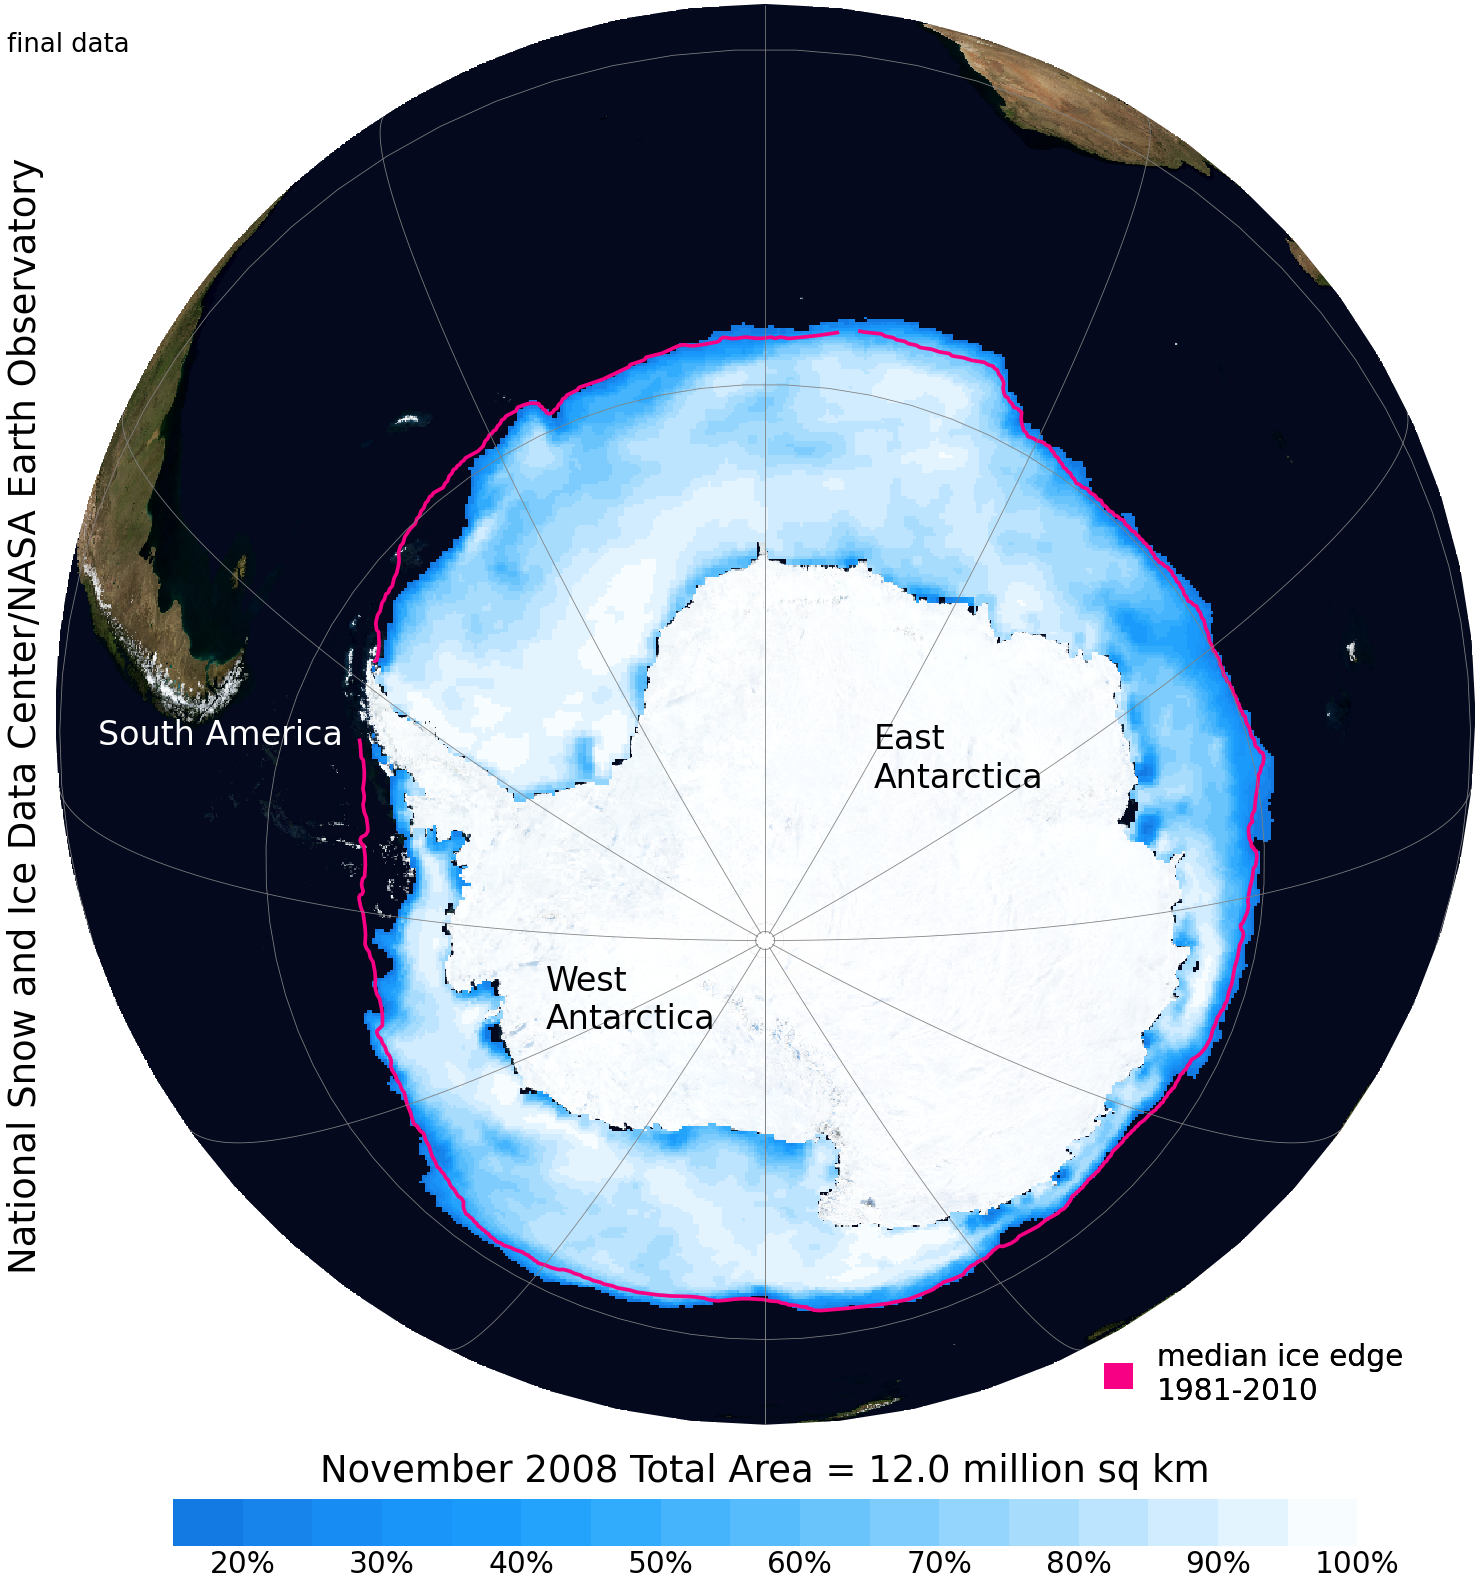 final data
National Snow and Ice Data Center/NASA Earth Observatory
South America
East
Antarctica
West
Antarctica
median ice edge
1981-2010
November 2008 Total Area = 12.0 million sq km
20% 30% 40% 50% 60% 70% 80% 90% 100%